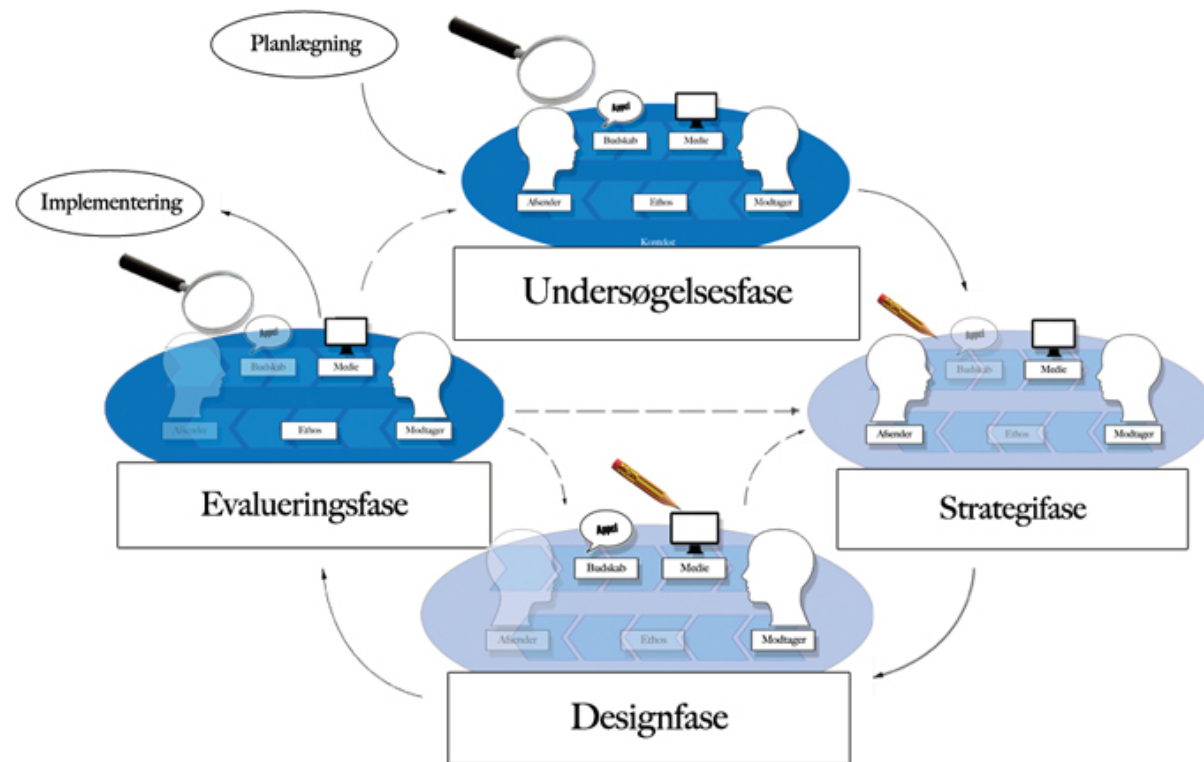 Planlægning
Appel
Budskab
Medie
Afsender
Ethos
Modtager
Kontekst
Undersøgelsesfase
Implementering
Appel
Budskab
Medie
Afsender
Ethos
Modtager
Evalueringsfase
Appel
Budskab
Medie
Afsender
Ethos
Modtager
Strategifase
Appel
Budskab
Medie
Afsender
Ethos
Modtager
Designfase